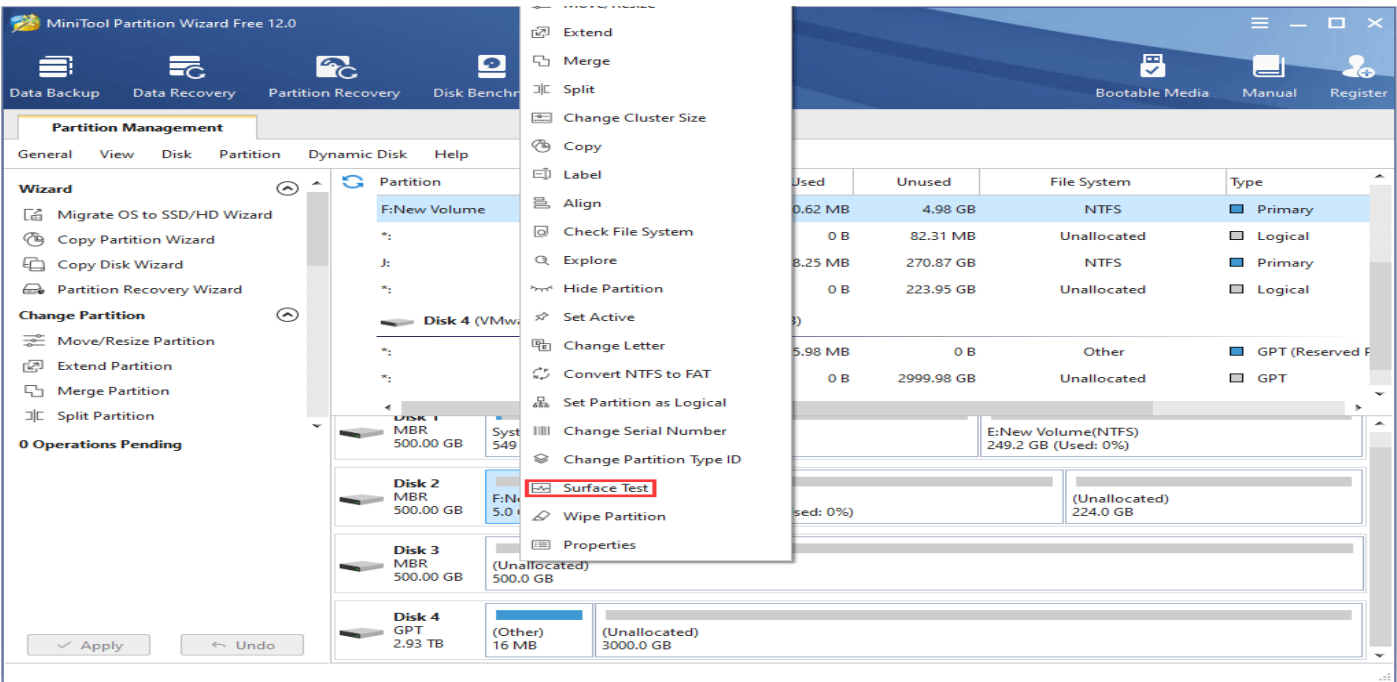 MiniTool Partition Wizard Free 12.0
Data Backup Data Recovery Partition Recovery Bootable Media Manual Register
Partition Management
General View Disk Partition Dynamic Disk Help
Wizard
Migrate OS to SSD/HD Wizard
Copy Partition Wizard
Copy Disk Wizard
Partition Recovery Wizard
Change Partition
Move/Resize Partition
Extend Partition
Merge Partition
Split Partition
0 Operations Pending
Apply Undo
Extend
Merge
Split
Change Cluster Size
Copy
Label
Align
Check File System
Explore
Hide Partition
Set Active
Change Letter
Convert NTFS to FAT
Set Partition as Logical
Change Serial Number
Change Partition Type ID
Surface Test
Wipe Partition
Properties
Partition Used Unused File System Type
F:New Volume 0.62 MB 4.98 GB NTFS Primary
*: 0 B 82.31 MB Unallocated Logical
J: 8.25 MB 270.87 GB NTFS Primary
*: 0 B 223.95 GB Unallocated Logical
Disk 4
*: 5.98 MB 0 B Other GPT (Reserved P
*: 0 B 2999.98 GB Unallocated GPT
Disk 1
MBR
500.00 GB
Syst
549
E:New Volume(NTFS)
249.2 GB (Used: 0%)
Disk 2
MBR
500.00 GB
F:N
5.0
sed: 0%)
(Unallocated)
224.0 GB
Disk 3
MBR
500.00 GB
(Unallocated)
500.0 GB
Disk 4
GPT
2.93 TB
(Other)
16 MB
(Unallocated)
3000.0 GB